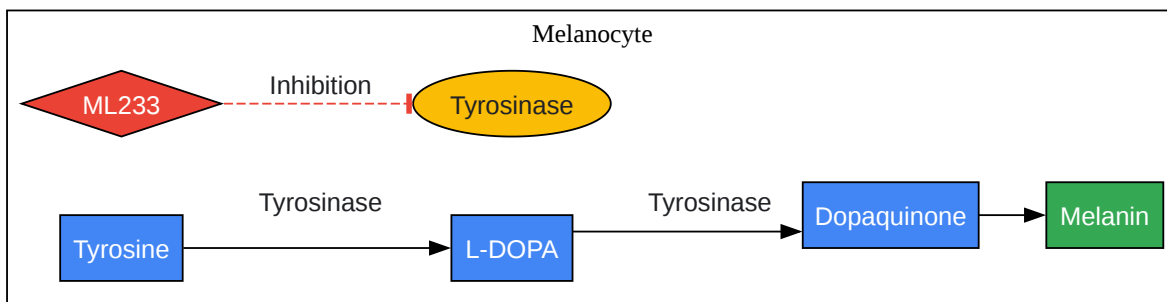 Melanocyte
ML233
Inhibition
Tyrosinase
Tyrosine
Tyrosinase
L-DOPA
Tyrosinase
Dopaquinone
Melanin